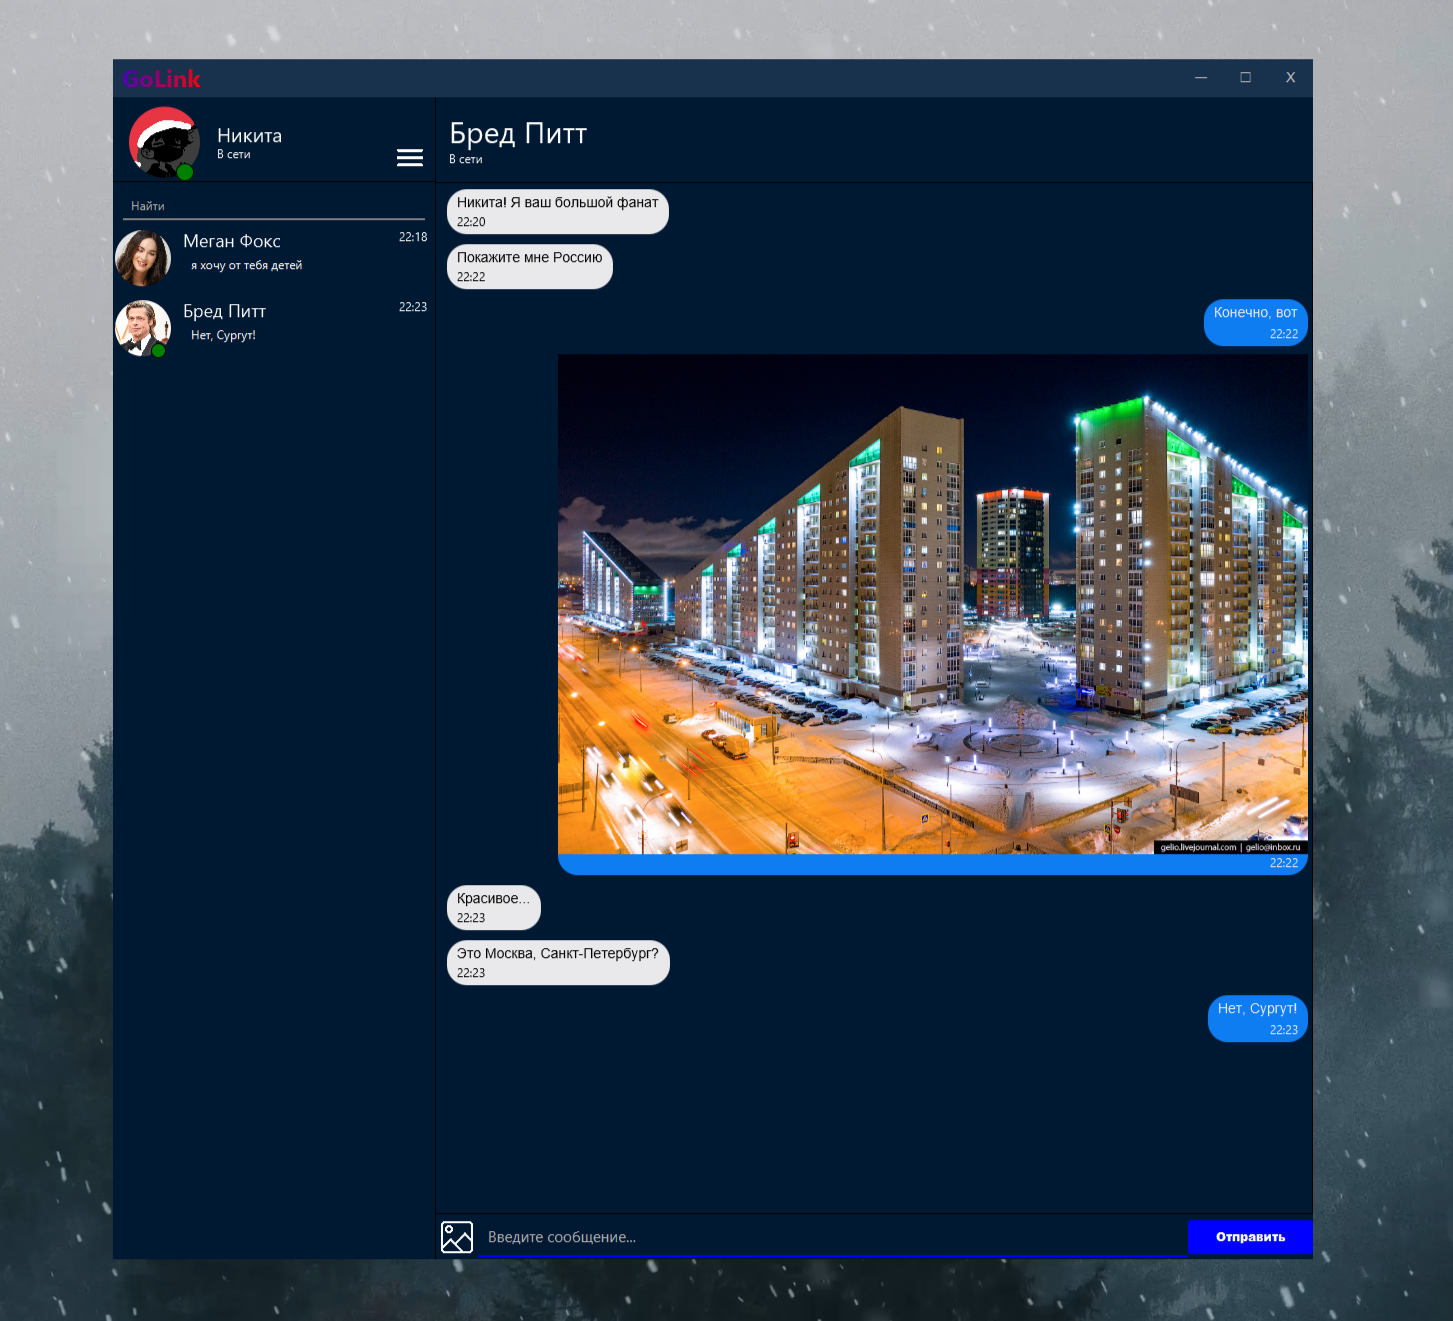 GoLink
X
Никита
В сети
Найти
Меган Фокс
22:18
я хочу от тебя детей
Бред Питт
22:23
Нет, Сургут!
Бред Питт
В сети
Никита! Я ваш большой фанат
22:20
Покажите мне Россию
22:22
Конечно, вот
22:22
gelio.livejournal.com | gelio@inbox.ru
22:22
Красивое...
22:23
Это Москва, Санкт-Петербург?
22:23
Нет, Сургут!
22:23
Введите сообщение...
Отправить